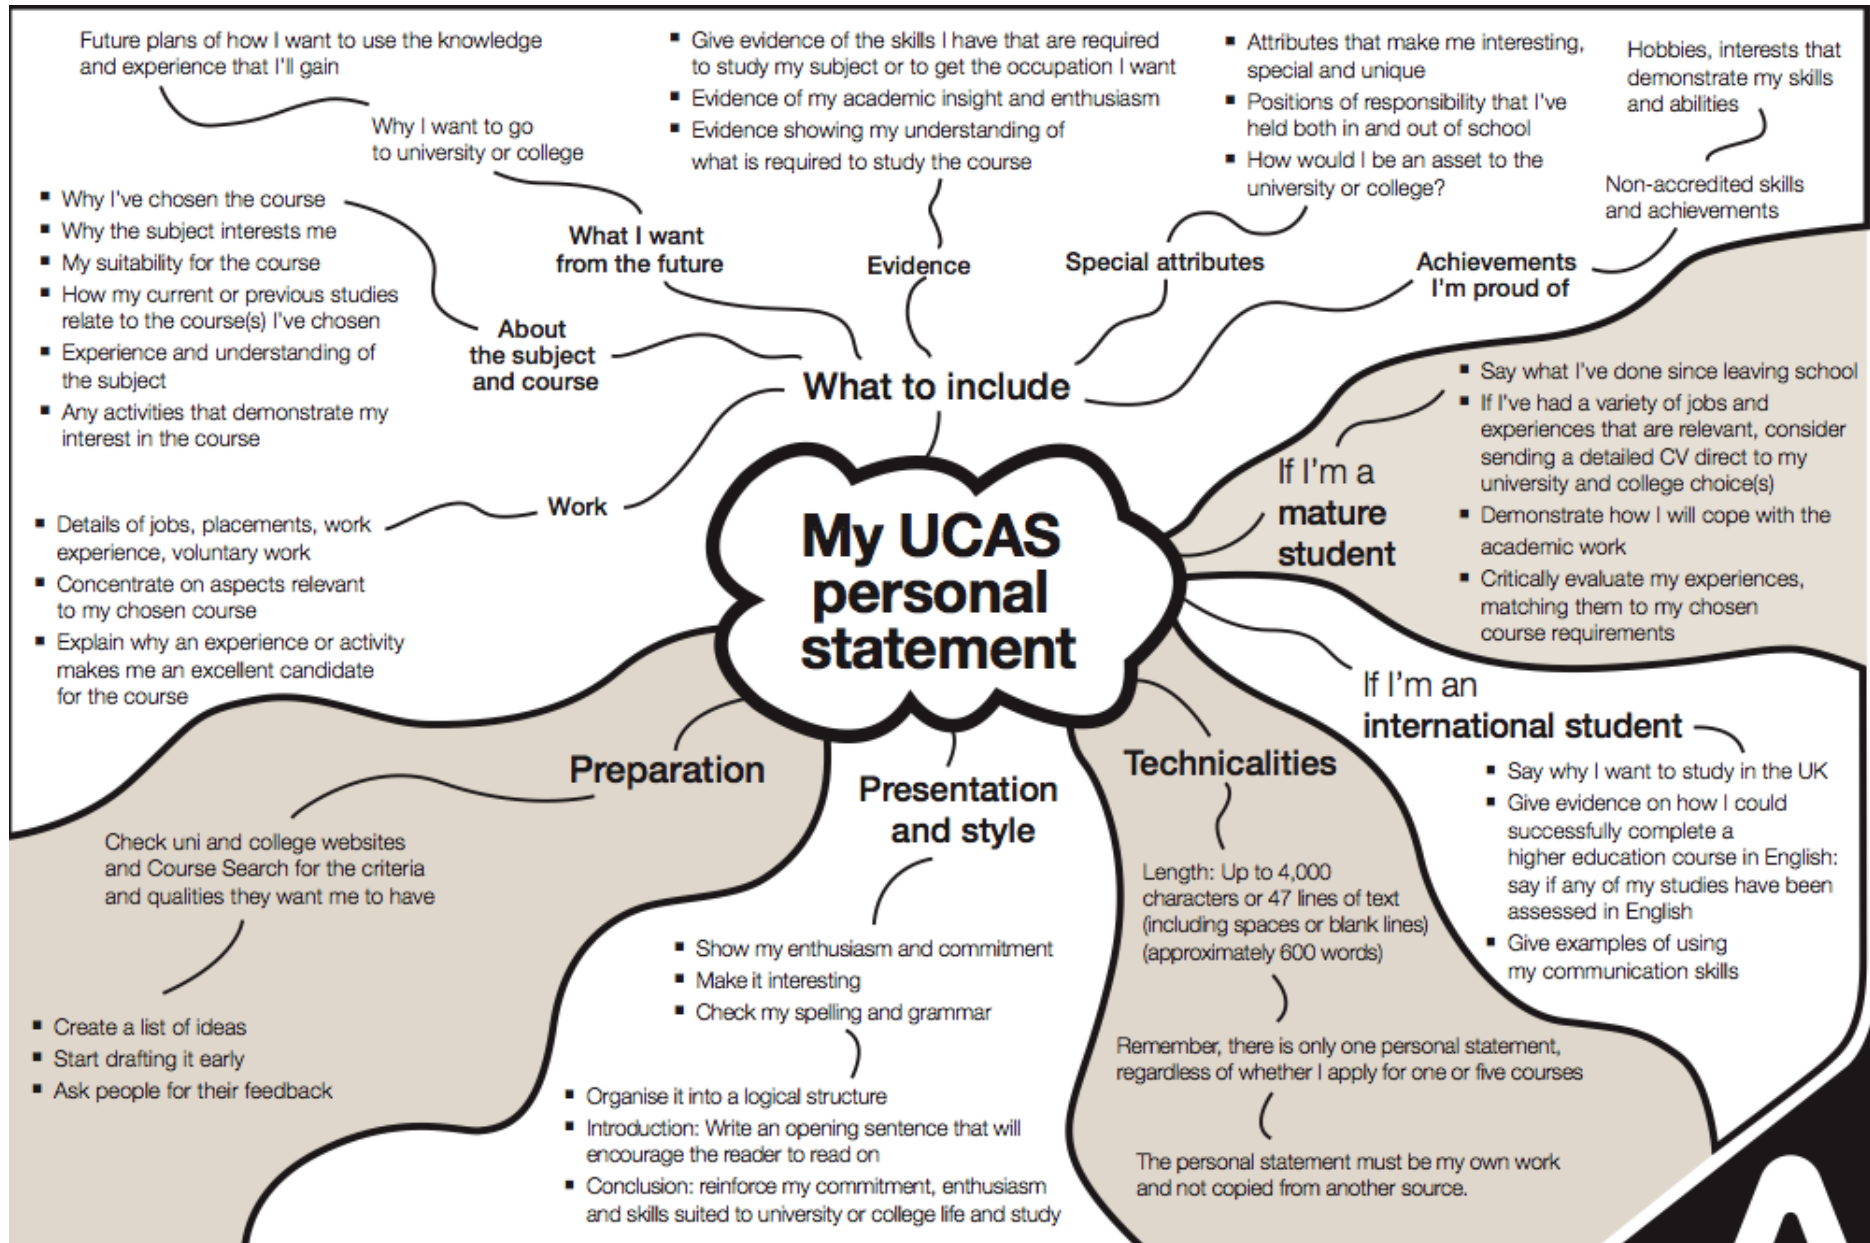 Future plans of how I want to use the knowledge
and experience that I'll gain
Why I want to go
to university or college
What I want
from the future
▪ Give evidence of the skills I have that are required
to study my subject or to get the occupation I want
▪ Evidence of my academic insight and enthusiasm
▪ Evidence showing my understanding of
what is required to study the course
Evidence
▪ Attributes that make me interesting,
special and unique
▪ Positions of responsibility that I've
held both in and out of school
▪ How would I be an asset to the
university or college?
Special attributes
Hobbies, interests that
demonstrate my skills
and abilities
Non-accredited skills
and achievements
Achievements
I'm proud of
▪ Why I've chosen the course
▪ Why the subject interests me
▪ My suitability for the course
▪ How my current or previous studies
relate to the course(s) I've chosen
▪ Experience and understanding of
the subject
▪ Any activities that demonstrate my
interest in the course
About
the subject
and course
What to include
Work
▪ Details of jobs, placements, work
experience, voluntary work
▪ Concentrate on aspects relevant
to my chosen course
▪ Explain why an experience or activity
makes me an excellent candidate
for the course
My UCAS
personal
statement
If I'm a
mature
student
▪ Say what I've done since leaving school
▪ If I've had a variety of jobs and
experiences that are relevant, consider
sending a detailed CV direct to my
university and college choice(s)
▪ Demonstrate how I will cope with the
academic work
▪ Critically evaluate my experiences,
matching them to my chosen
course requirements
If I'm an
international student
▪ Say why I want to study in the UK
▪ Give evidence on how I could
successfully complete a
higher education course in English:
say if any of my studies have been
assessed in English
▪ Give examples of using
my communication skills
Preparation
Check uni and college websites
and Course Search for the criteria
and qualities they want me to have
▪ Create a list of ideas
▪ Start drafting it early
▪ Ask people for their feedback
Presentation
and style
▪ Show my enthusiasm and commitment
▪ Make it interesting
▪ Check my spelling and grammar
▪ Organise it into a logical structure
▪ Introduction: Write an opening sentence that will
encourage the reader to read on
▪ Conclusion: reinforce my commitment, enthusiasm
and skills suited to university or college life and study
Technicalities
Length: Up to 4,000
characters or 47 lines of text
(including spaces or blank lines)
(approximately 600 words)
Remember, there is only one personal statement,
regardless of whether I apply for one or five courses
The personal statement must be my own work
and not copied from another source.